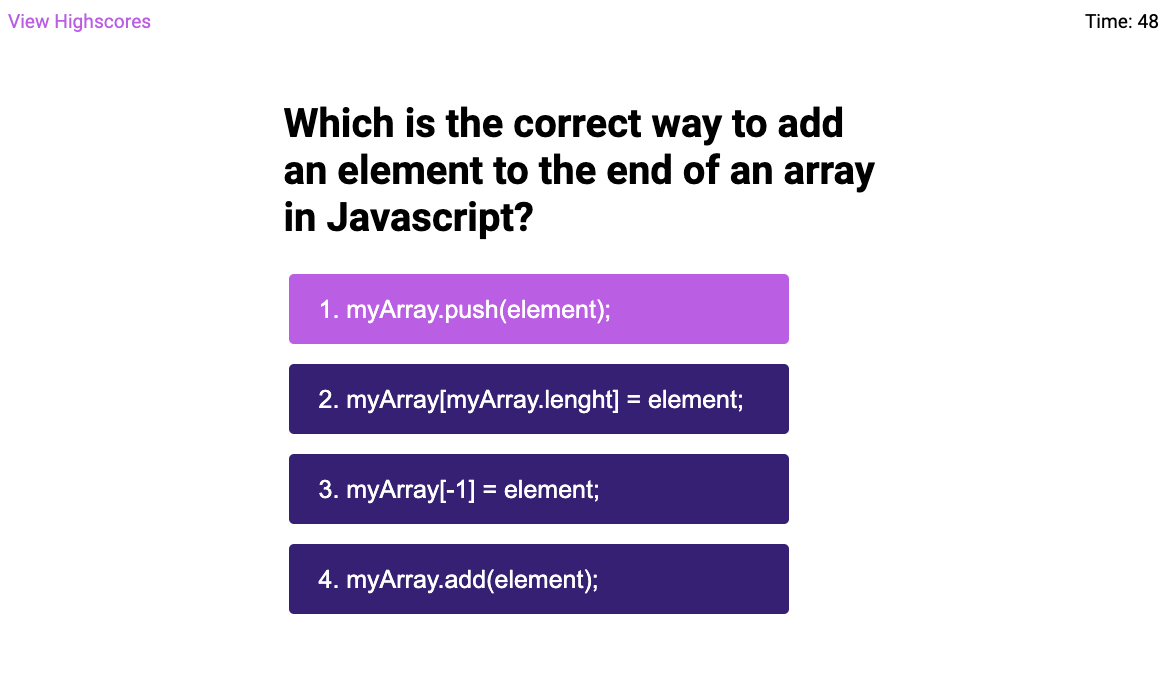 View Highscores
Time: 48
Which is the correct way to add
an element to the end of an array
in Javascript?
1. myArray.push(element);
2. myArray[myArray.lenght] = element;
3. myArray[-1] = element;
4. myArray.add(element);